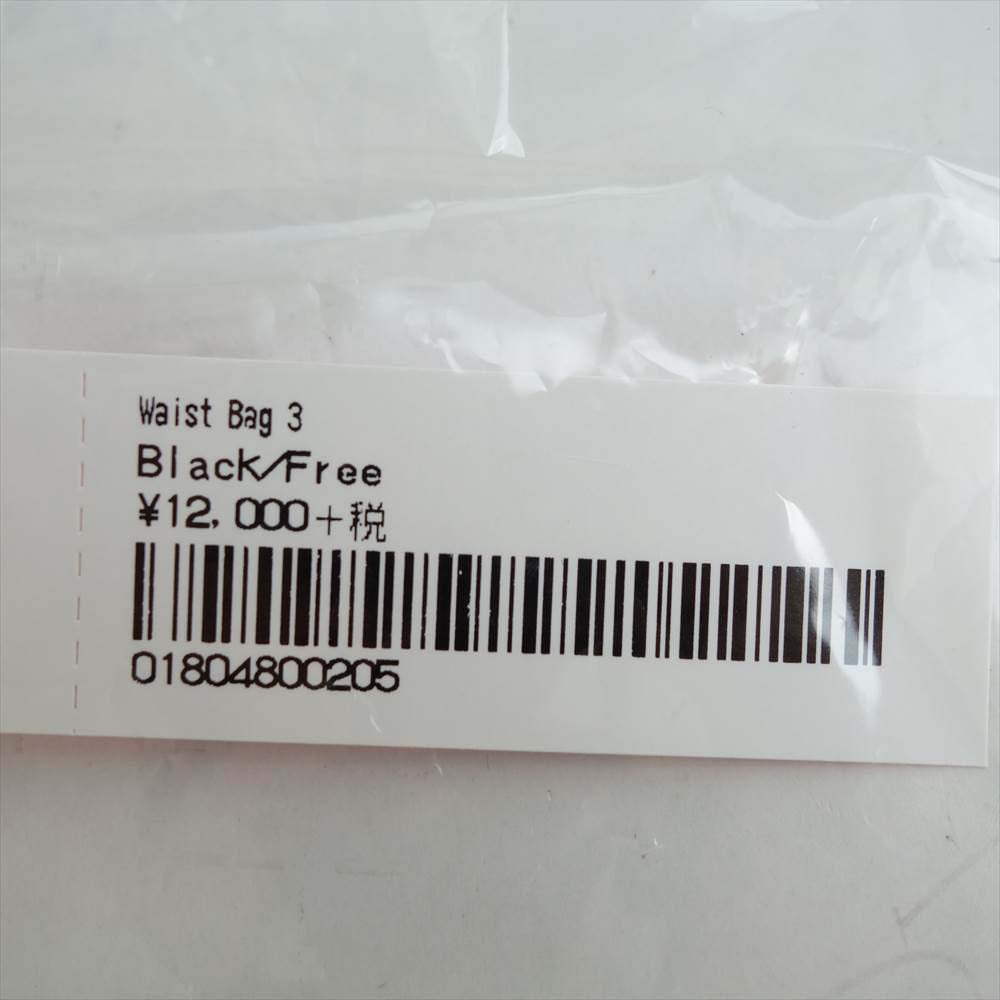 Waist Bag 3
Black/Free
¥12,000+税
01804800205